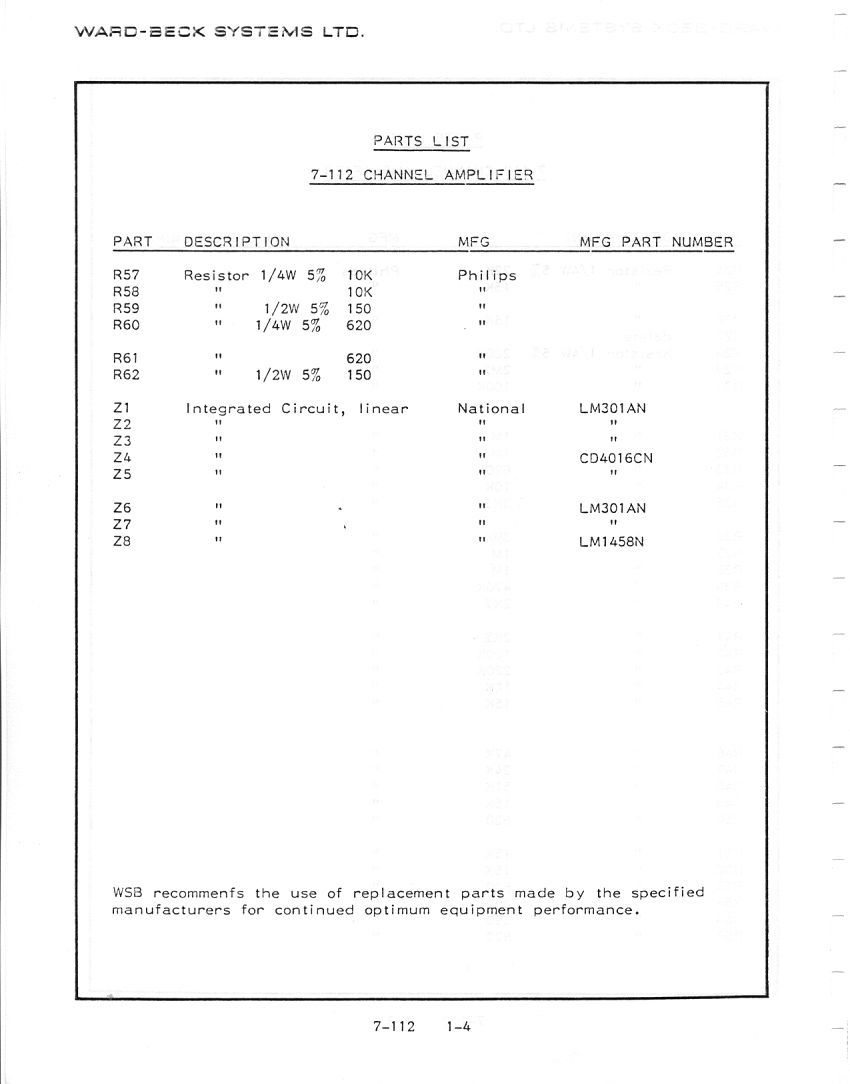 WARD-BECK SYSTEMS LTD.
PARTS LIST
7-112 CHANNEL AMPLIFIER
PART DESCRIPTION MFG MFG PART NUMBER
R57 Resistor 1/4W 5% 10K Philips
R58 " 10K "
R59 " 1/2W 5% 150 "
R60 " 1/4W 5% 620 "
R61 " 620 "
R62 " 1/2W 5% 150 "
Z1 Integrated Circuit, linear National LM301AN
Z2 " " "
Z3 " " "
Z4 " " CD4016CN
Z5 " " "
Z6 " " LM301AN
Z7 " " "
Z8 " " LM1458N
WSB recommenfs the use of replacement parts made by the specified
manufacturers for continued optimum equipment performance.
7-112 1-4